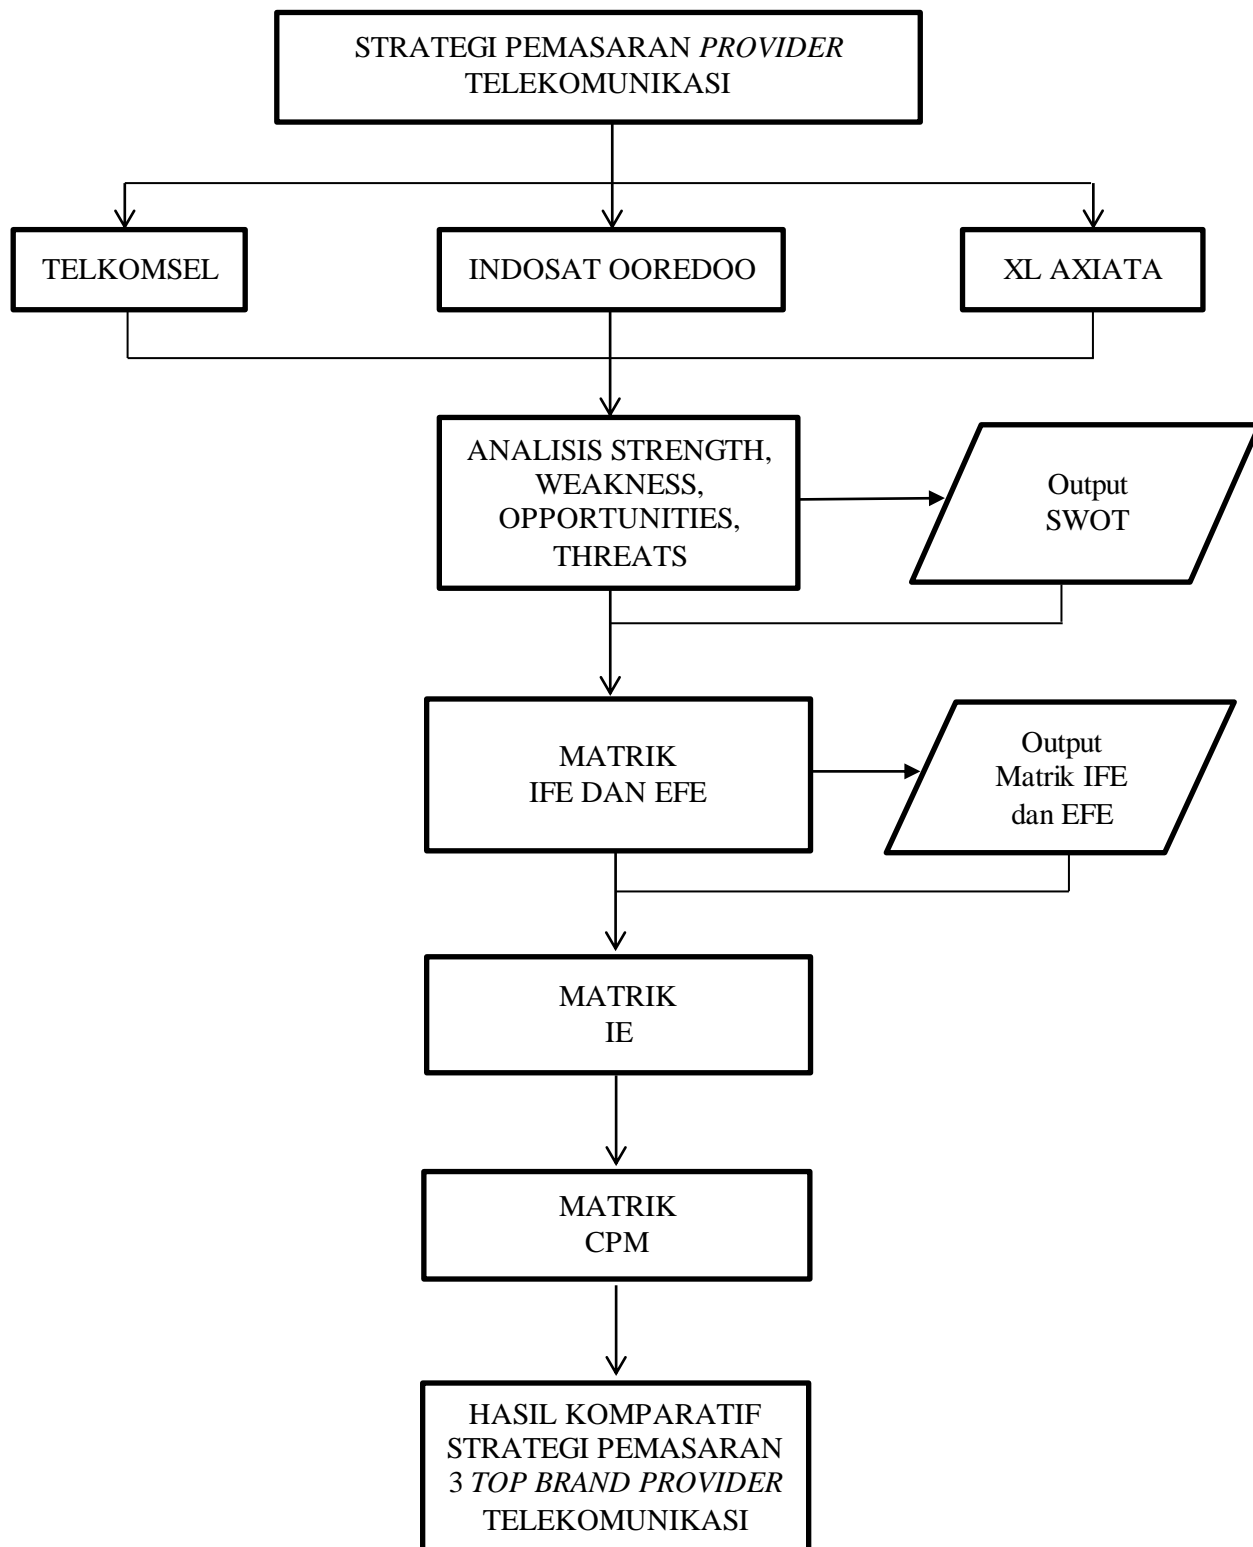 STRATEGI PEMASARAN PROVIDER
TELEKOMUNIKASI
TELKOMSEL
INDOSAT OOREDOO
XL AXIATA
ANALISIS STRENGTH,
WEAKNESS,
OPPORTUNITIES,
THREATS
Output
SWOT
MATRIK
IFE DAN EFE
Output
Matrik IFE
dan EFE
MATRIK
IE
MATRIK
CPM
HASIL KOMPARATIF
STRATEGI PEMASARAN
3 TOP BRAND PROVIDER
TELEKOMUNIKASI